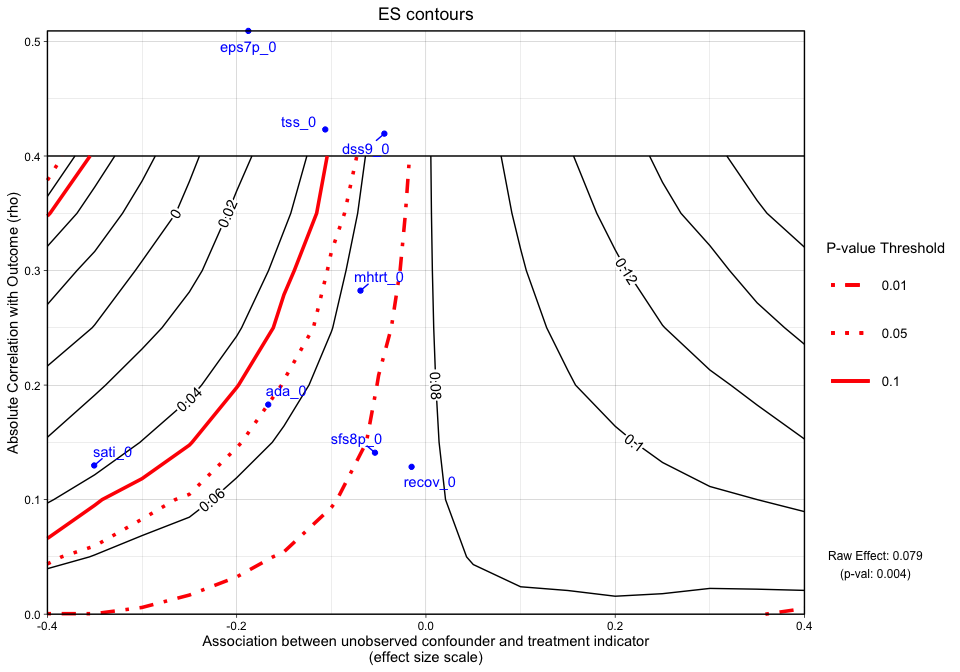 ES contours
0.5
0.4
0.3
0.2
0.1
0.0
Absolute Correlation with Outcome (rho)
eps7p_0
tss_0
dss9_0
mhtrt_0
ada_0
sati_0
sfs8p_0
recov_0
0
0.02
0.04
0.06
0.08
0.1
0.12
-0.4
-0.2
0.0
0.2
0.4
Association between unobserved confounder and treatment indicator
(effect size scale)
P-value Threshold
0.01
0.05
0.1
Raw Effect: 0.079
(p-val: 0.004)